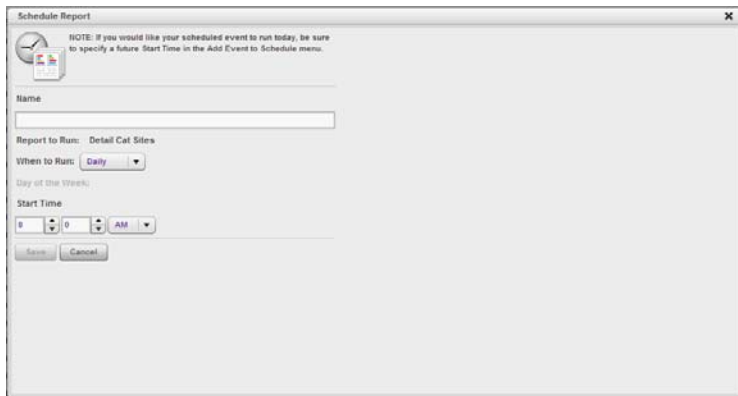 Schedule Report
NOTE: If you would like your scheduled event to run today, be sure
to specify a future Start Time in the Add Event to Schedule menu.
Name
Report to Run: Detail Cat Sites
When to Run: Daily
Day of the Week:
Start Time
8 0 AM
Save Cancel